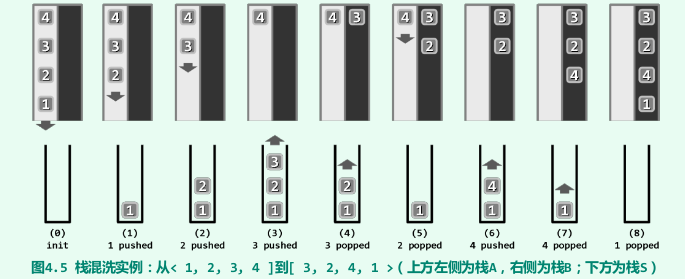 4 4 4 4 4 3 4 3 3 3 3
3 3 3 2 2 2 2
2 2 4 4
1 1
3
2 2 2 4
1 1 1 1 1 1 1
(0) (1) (2) (3) (4) (5) (6) (7) (8)
init 1 pushed 2 pushed 3 pushed 3 popped 2 popped 4 pushed 4 popped 1 popped
图4.5 栈混洗实例：从< 1, 2, 3, 4 ]到[ 3, 2, 4, 1 >（上方左侧为栈A，右侧为栈B；下方为栈S）